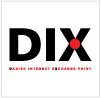 DIX
DANISH INTERNET EXCHANGE POINT